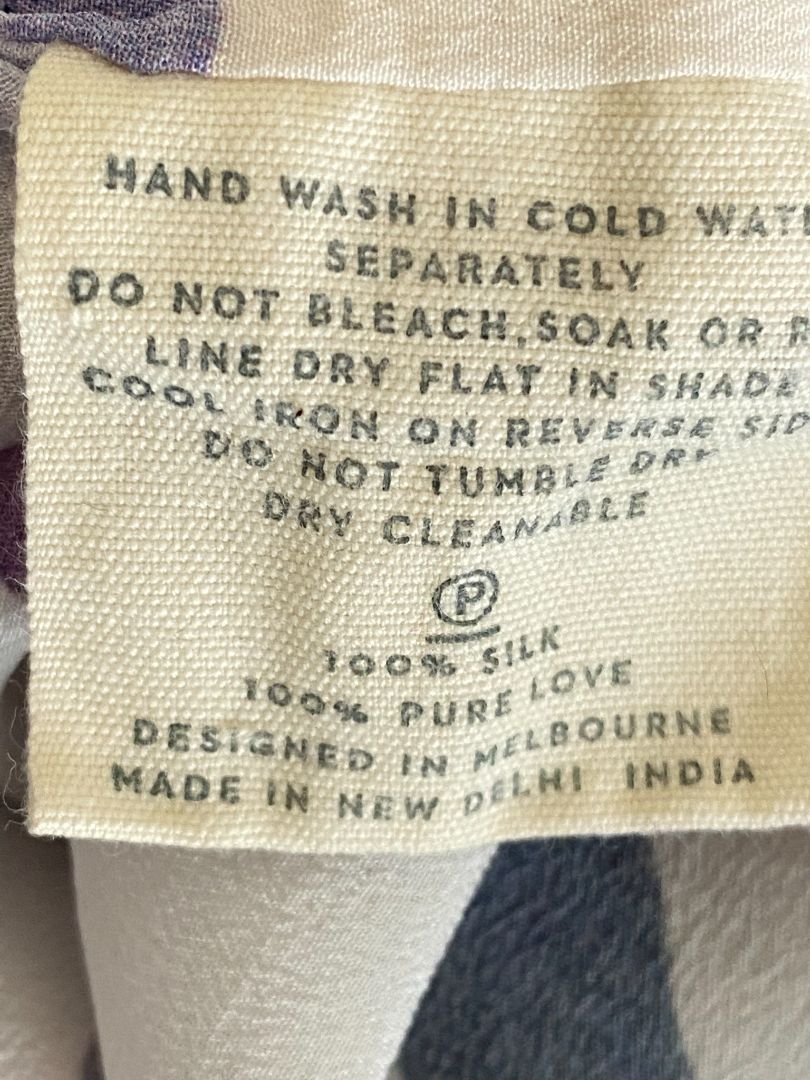 HAND WASH IN COLD WATE
SEPARATELY
DO NOT BLEACH,SOAK OR R
LINE DRY FLAT IN SHADE
COOL IRON ON REVERSE SID
DO NOT TUMBLE DRY
DRY CLEANABLE
P
100% SILK
100% PURE LOVE
DESIGNED IN MELBOURNE
MADE IN NEW DELHI INDIA